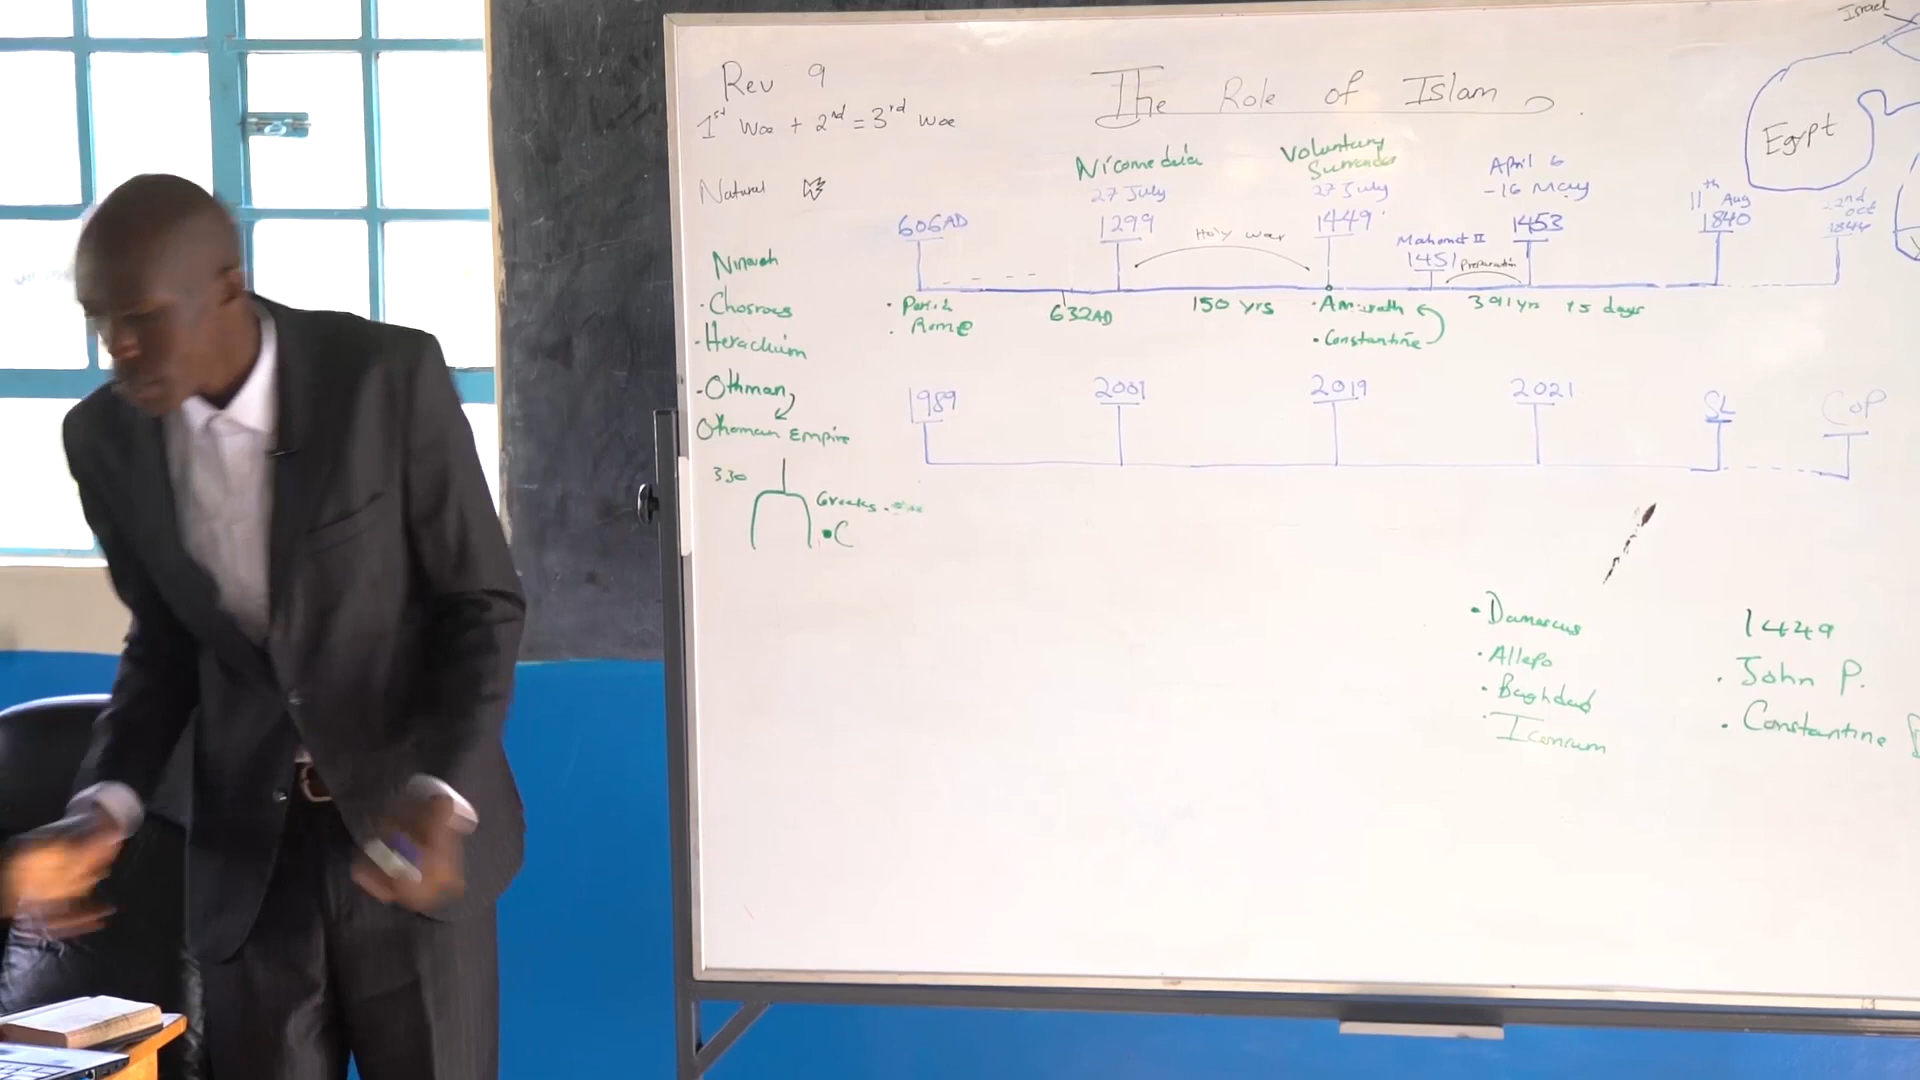 Rev 9
The Role of Islam
1st woe + 2nd = 3rd woe
Natural
Ninevah
· Chosroes
· Herachium
· Othman
Othoman Empire
330
Greeks
• C
606AD
Nicomedia
27 July
1299
Holy war
Voluntary
Surrender
27 July
1449
Mahomet II
1451
Preparation
April 6
-16 May
1453
11th Aug
1840
22nd
Oct
1844
· Persia
· Rome
632AD
150 yrs
· Amurath
· Constantine
391 yrs 15 days
1989
2001
2019
2021
SL
CoP
Israel
Egypt
• Damascus
· Allepo
· Baghdad
· Iconium
1449
· John P.
· Constantine